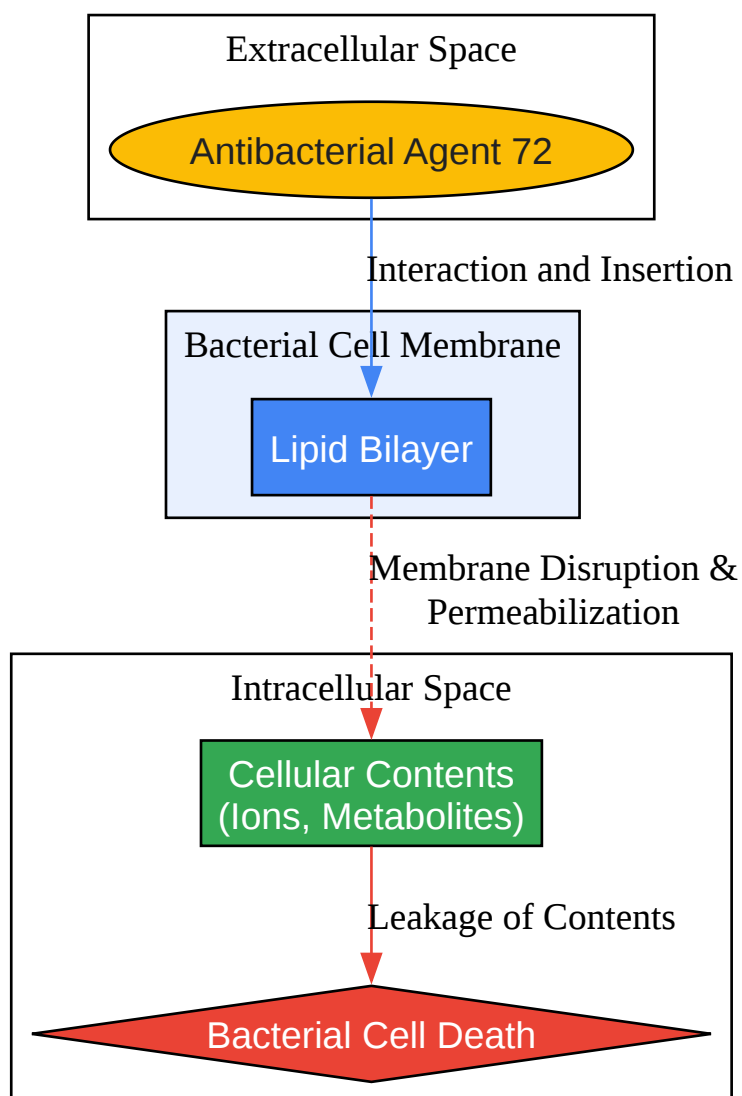 Extracellular Space
Antibacterial Agent 72
Interaction and Insertion
Bacterial Cell Membrane
Lipid Bilayer
Membrane Disruption &
Permeabilization
Intracellular Space
Cellular Contents
(Ions, Metabolites)
Leakage of Contents
Bacterial Cell Death